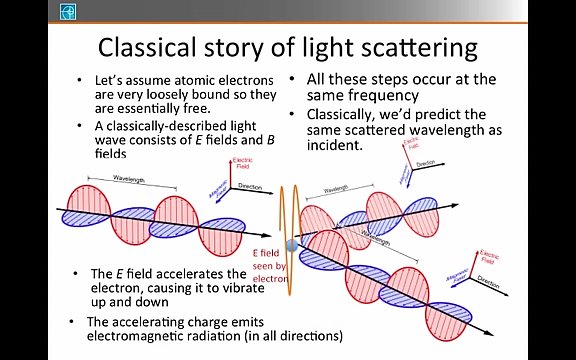 Classical story of light scattering
• Let's assume atomic electrons
are very loosely bound so they
are essentially free.
• A classically-described light
wave consists of E fields and B
fields
• All these steps occur at the
same frequency
• Classically, we'd predict the
same scattered wavelength as
incident.
Wavelength
Electric
Field
Magnetic
Field
Direction
Wavelength
Electric
Field
Magnetic
Field
Direction
Wavelength
Electric
Field
Magnetic
Field
Direction
E field
seen by
electron
• The E field accelerates the
electron, causing it to vibrate
up and down
• The accelerating charge emits
electromagnetic radiation (in all directions)